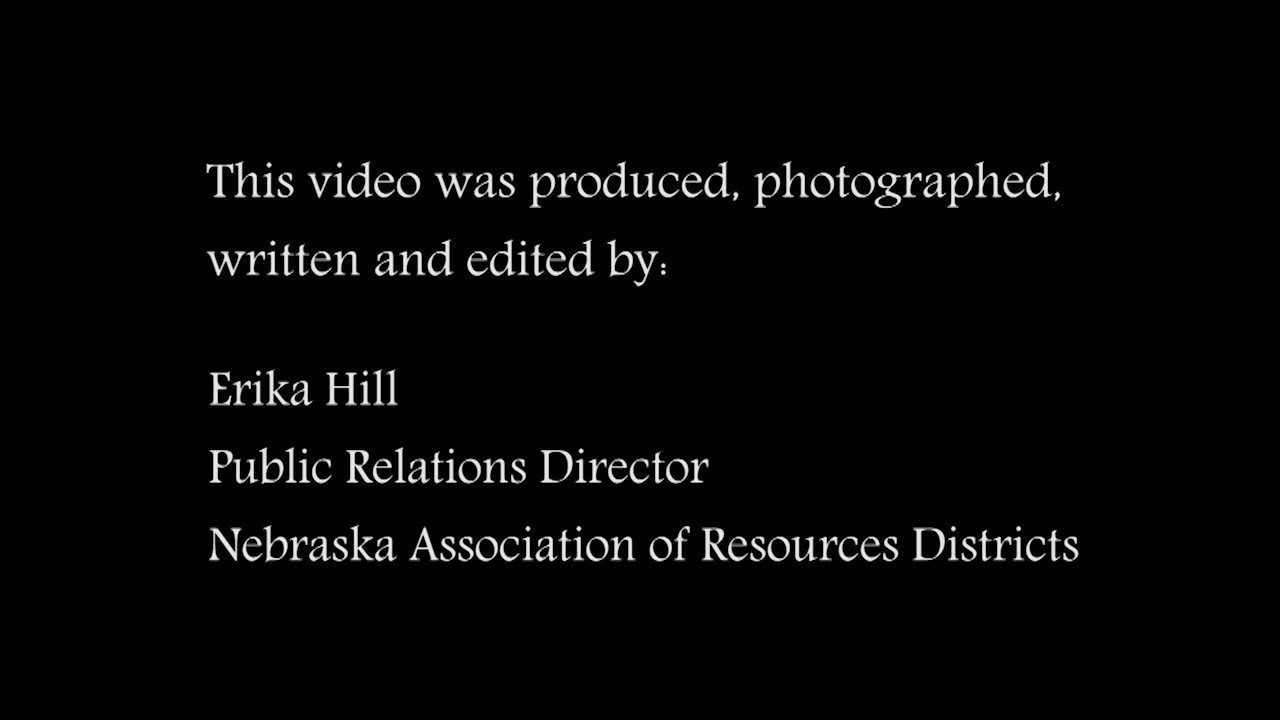 This video was produced, photographed,
written and edited by:
Erika Hill
Public Relations Director
Nebraska Association of Resources Districts